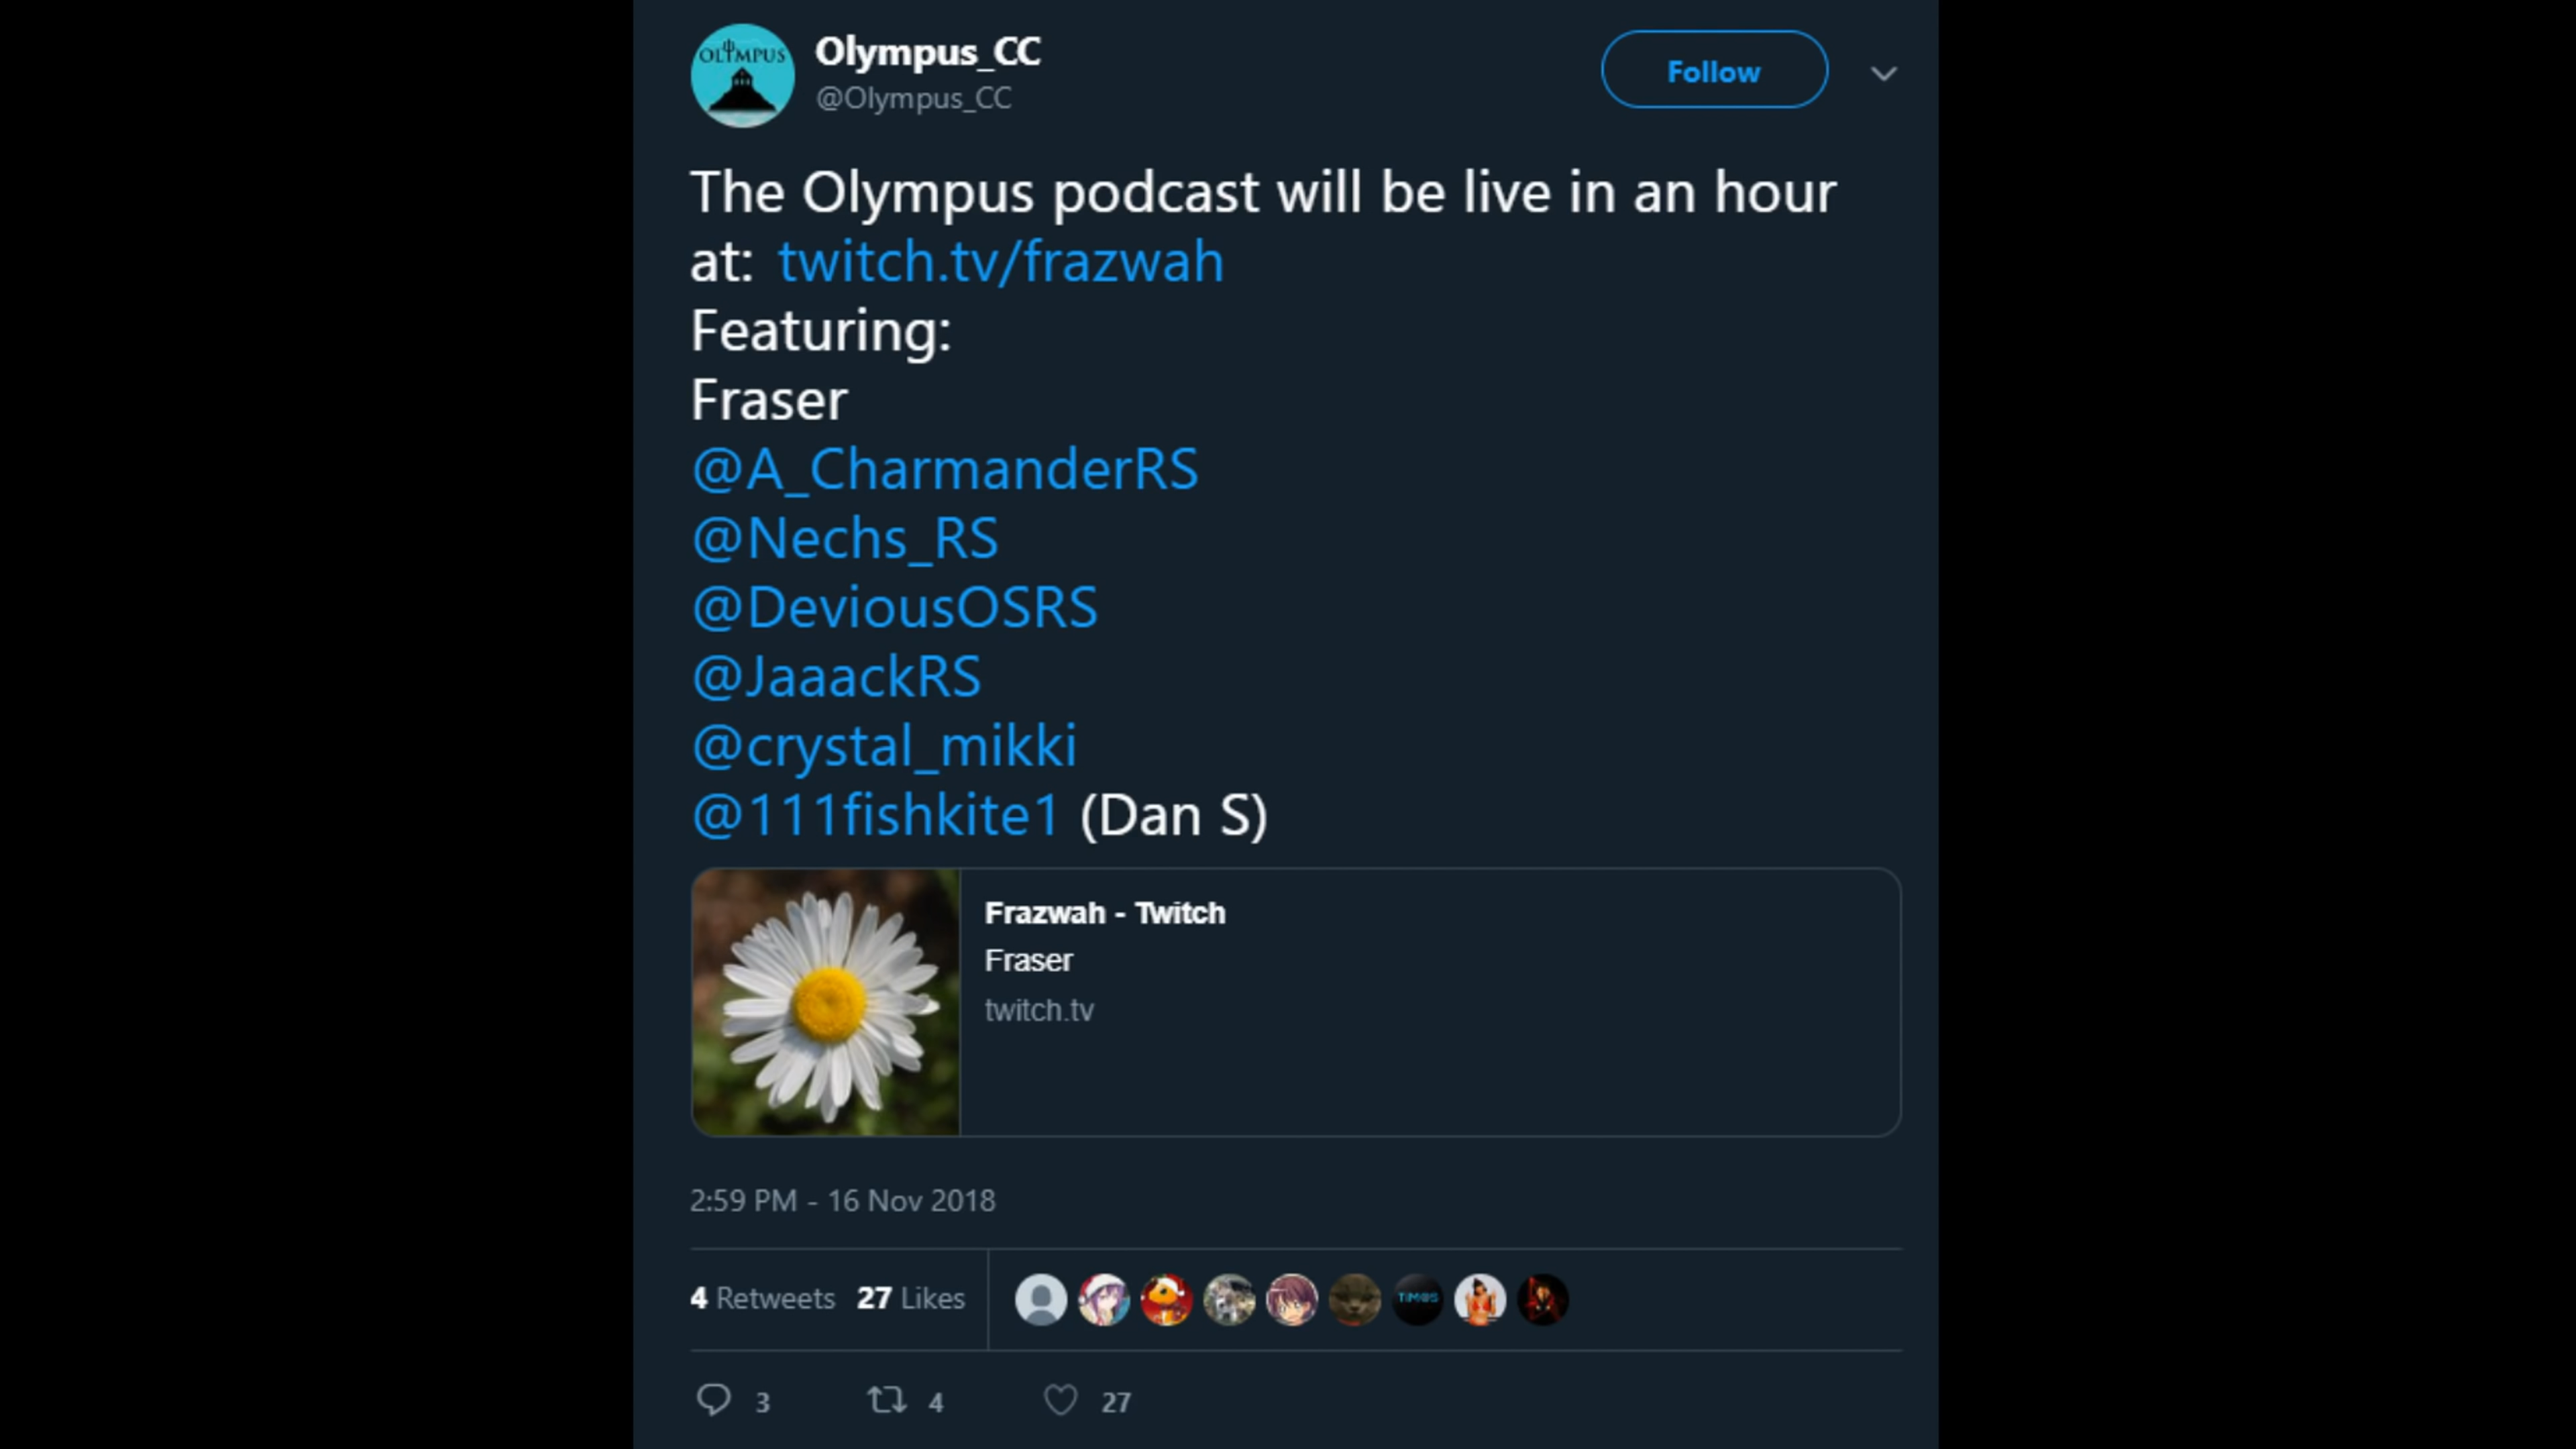 OLYMPUS
Olympus_CC
@Olympus_CC
Follow
The Olympus podcast will be live in an hour
at: twitch.tv/frazwah
Featuring:
Fraser
@A_CharmanderRS
@Nechs_RS
@DeviousOSRS
@JaaackRS
@crystal_mikki
@111fishkite1 (Dan S)
Frazwah - Twitch
Fraser
twitch.tv
2:59 PM - 16 Nov 2018
4 Retweets 27 Likes
TIMOS
3 4 27